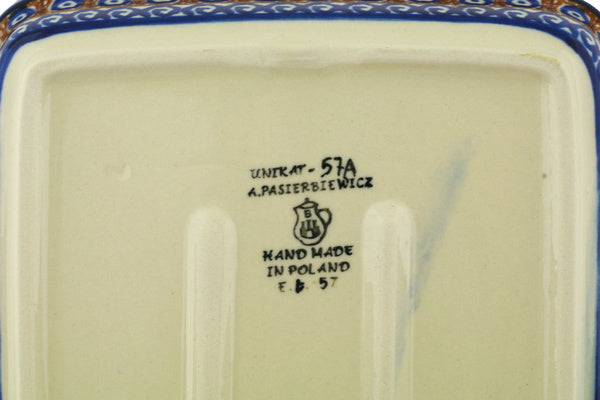 UNIKAT - 57A
A. PASIERBIEWICZ
B
HAND MADE
IN POLAND
E. Ł. 57